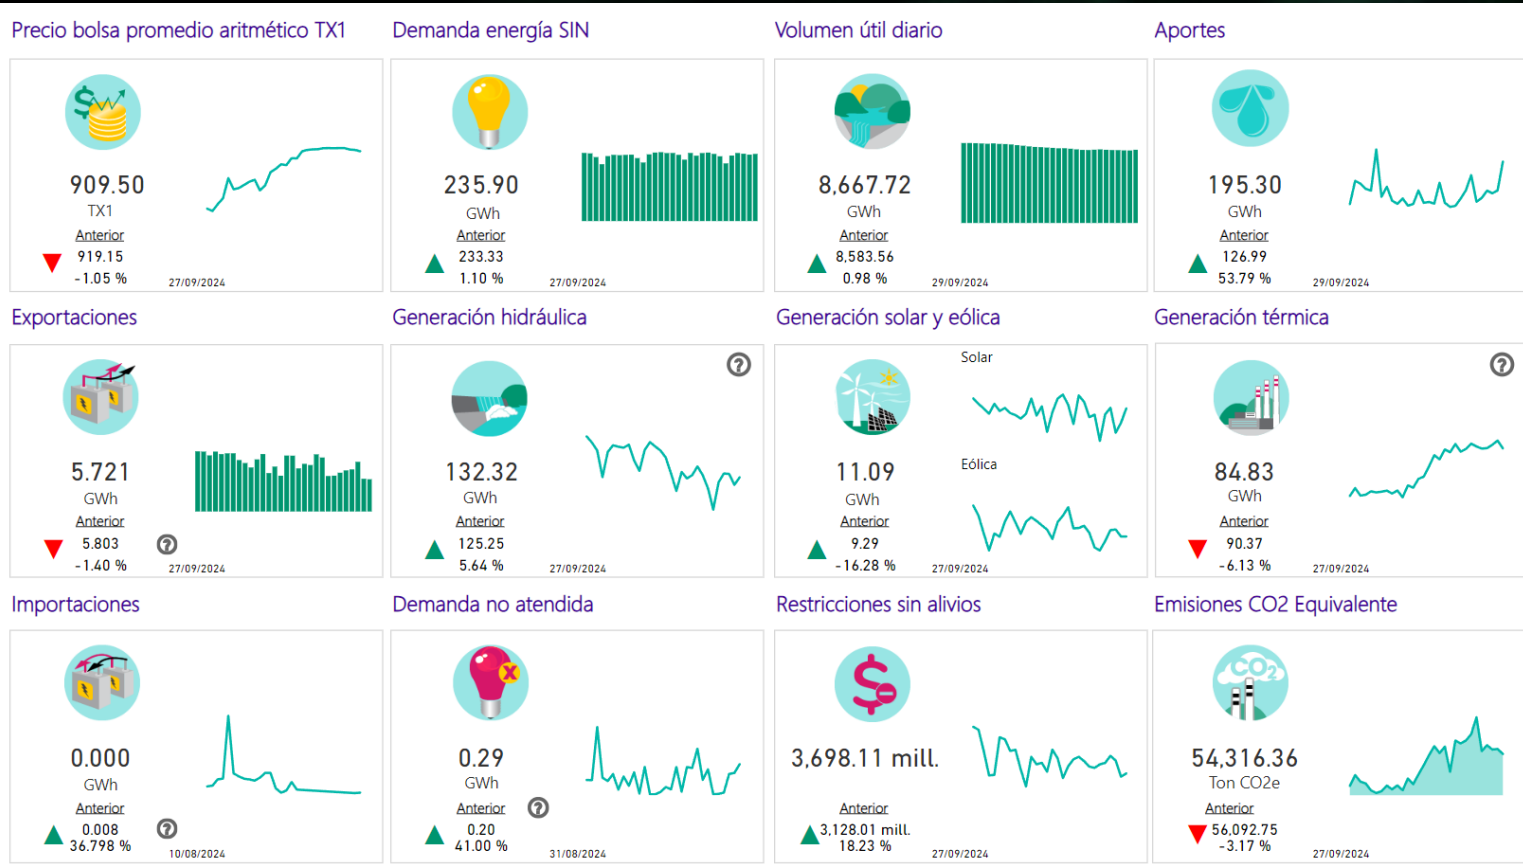 Precio bolsa promedio aritmético TX1
909.50
TX1
Anterior
919.15
-1.05 %
27/09/2024
Demanda energía SIN
235.90
GWh
Anterior
233.33
1.10 %
27/09/2024
Volumen útil diario
8,667.72
GWh
Anterior
8,583.56
0.98 %
29/09/2024
Aportes
195.30
GWh
Anterior
126.99
53.79 %
29/09/2024
Exportaciones
5.721
GWh
Anterior
5.803
-1.40 %
?
27/09/2024
Generación hidráulica
?
132.32
GWh
Anterior
125.25
5.64 %
27/09/2024
Generación solar y eólica
Solar
Eólica
11.09
GWh
Anterior
9.29
-16.28 %
27/09/2024
Generación térmica
?
84.83
GWh
Anterior
90.37
-6.13 %
27/09/2024
Importaciones
0.000
GWh
Anterior
0.008
36.798 %
?
10/08/2024
Demanda no atendida
0.29
GWh
Anterior
?
0.20
41.00 %
31/08/2024
Restricciones sin alivios
3,698.11 mill.
Anterior
3,128.01 mill.
18.23 %
27/09/2024
Emisiones CO2 Equivalente
CO2
54,316.36
Ton CO2e
Anterior
56,092.75
-3.17 %
27/09/2024